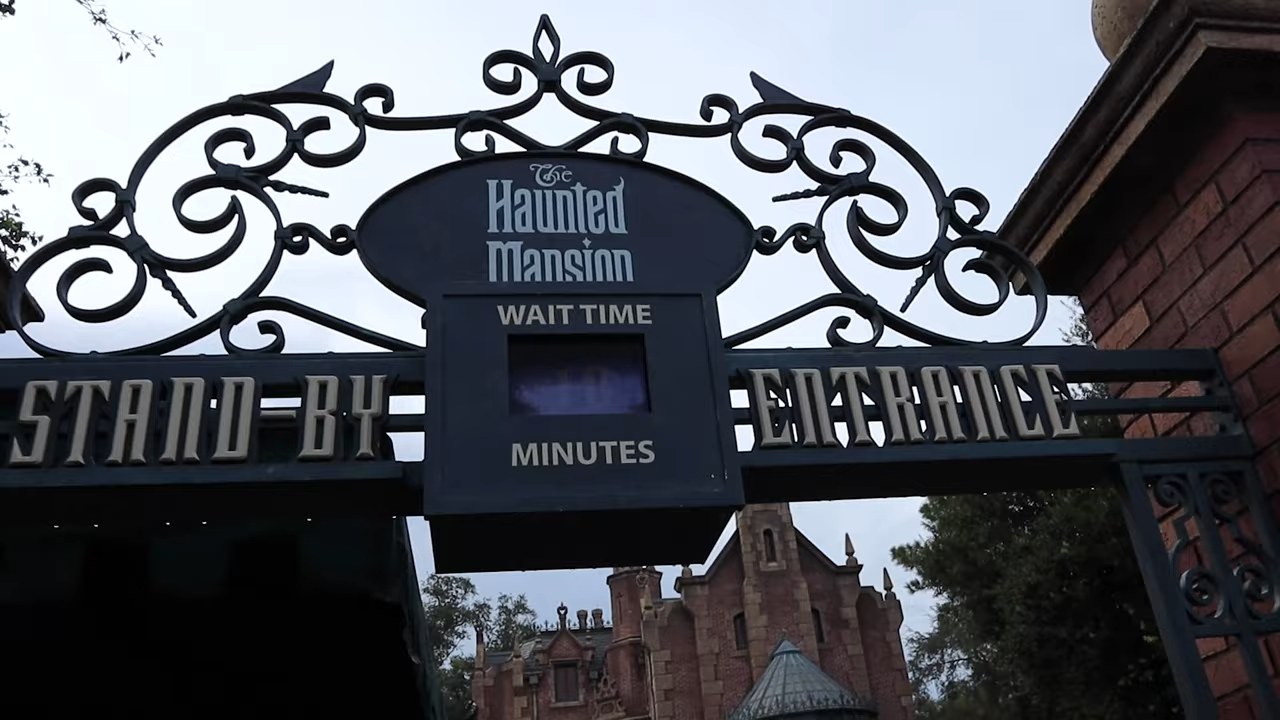 The
Haunted
Mansion
WAIT TIME
STAND-BY ENTRANCE
MINUTES